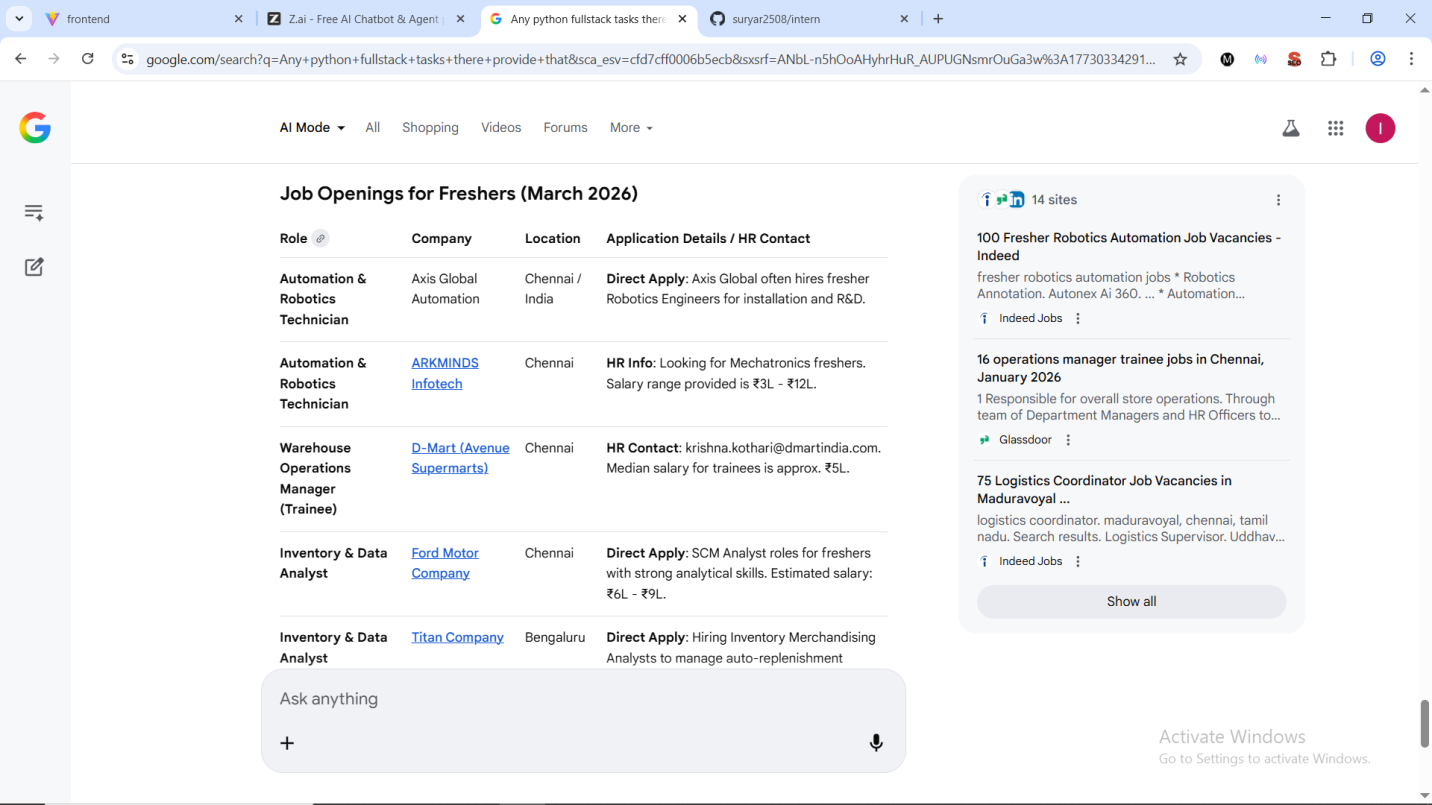 frontend
Z.ai - Free AI Chatbot & Agent
Any python fullstack tasks there
suryar2508/intern
google.com/search?q=Any+python+fullstack+tasks+there+provide+that&sca_esv=cfd7cff0006b5ecb&sxsrf=ANbL-n5hOoAHyhrHuR_AUPUGNsmrOuGa3w%3A17730334291...
AI Mode
All
Shopping
Videos
Forums
More
I
Job Openings for Freshers (March 2026)
Role
Company
Location
Application Details / HR Contact
Automation &
Robotics
Technician
Axis Global
Automation
Chennai /
India
Direct Apply: Axis Global often hires fresher
Robotics Engineers for installation and R&D.
Automation &
Robotics
Technician
ARKMINDS
Infotech
Chennai
HR Info: Looking for Mechatronics freshers.
Salary range provided is ₹3L - ₹12L.
Warehouse
Operations
Manager
(Trainee)
D-Mart (Avenue
Supermarts)
Chennai
HR Contact: krishna.kothari@dmartindia.com.
Median salary for trainees is approx. ₹5L.
Inventory & Data
Analyst
Ford Motor
Company
Chennai
Direct Apply: SCM Analyst roles for freshers
with strong analytical skills. Estimated salary:
₹6L - ₹9L.
Inventory & Data
Analyst
Titan Company
Bengaluru
Direct Apply: Hiring Inventory Merchandising
Analysts to manage auto-replenishment
Ask anything
14 sites
100 Fresher Robotics Automation Job Vacancies -
Indeed
fresher robotics automation jobs * Robotics
Annotation. Autonex Ai 360. ... * Automation...
Indeed Jobs
16 operations manager trainee jobs in Chennai,
January 2026
1 Responsible for overall store operations. Through
team of Department Managers and HR Officers to...
Glassdoor
75 Logistics Coordinator Job Vacancies in
Maduravoyal ...
logistics coordinator. maduravoyal, chennai, tamil
nadu. Search results. Logistics Supervisor. Uddhav...
Indeed Jobs
Show all
Activate Windows
Go to Settings to activate Windows.